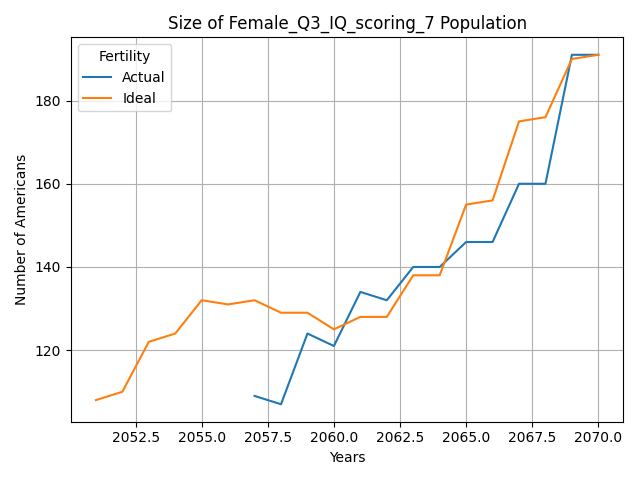 Size of Female_Q3_IQ_scoring_7 Population
Fertility
Actual
Ideal
Number of Americans
180
160
140
120
2052.5 2055.0 2057.5 2060.0 2062.5 2065.0 2067.5 2070.0
Years